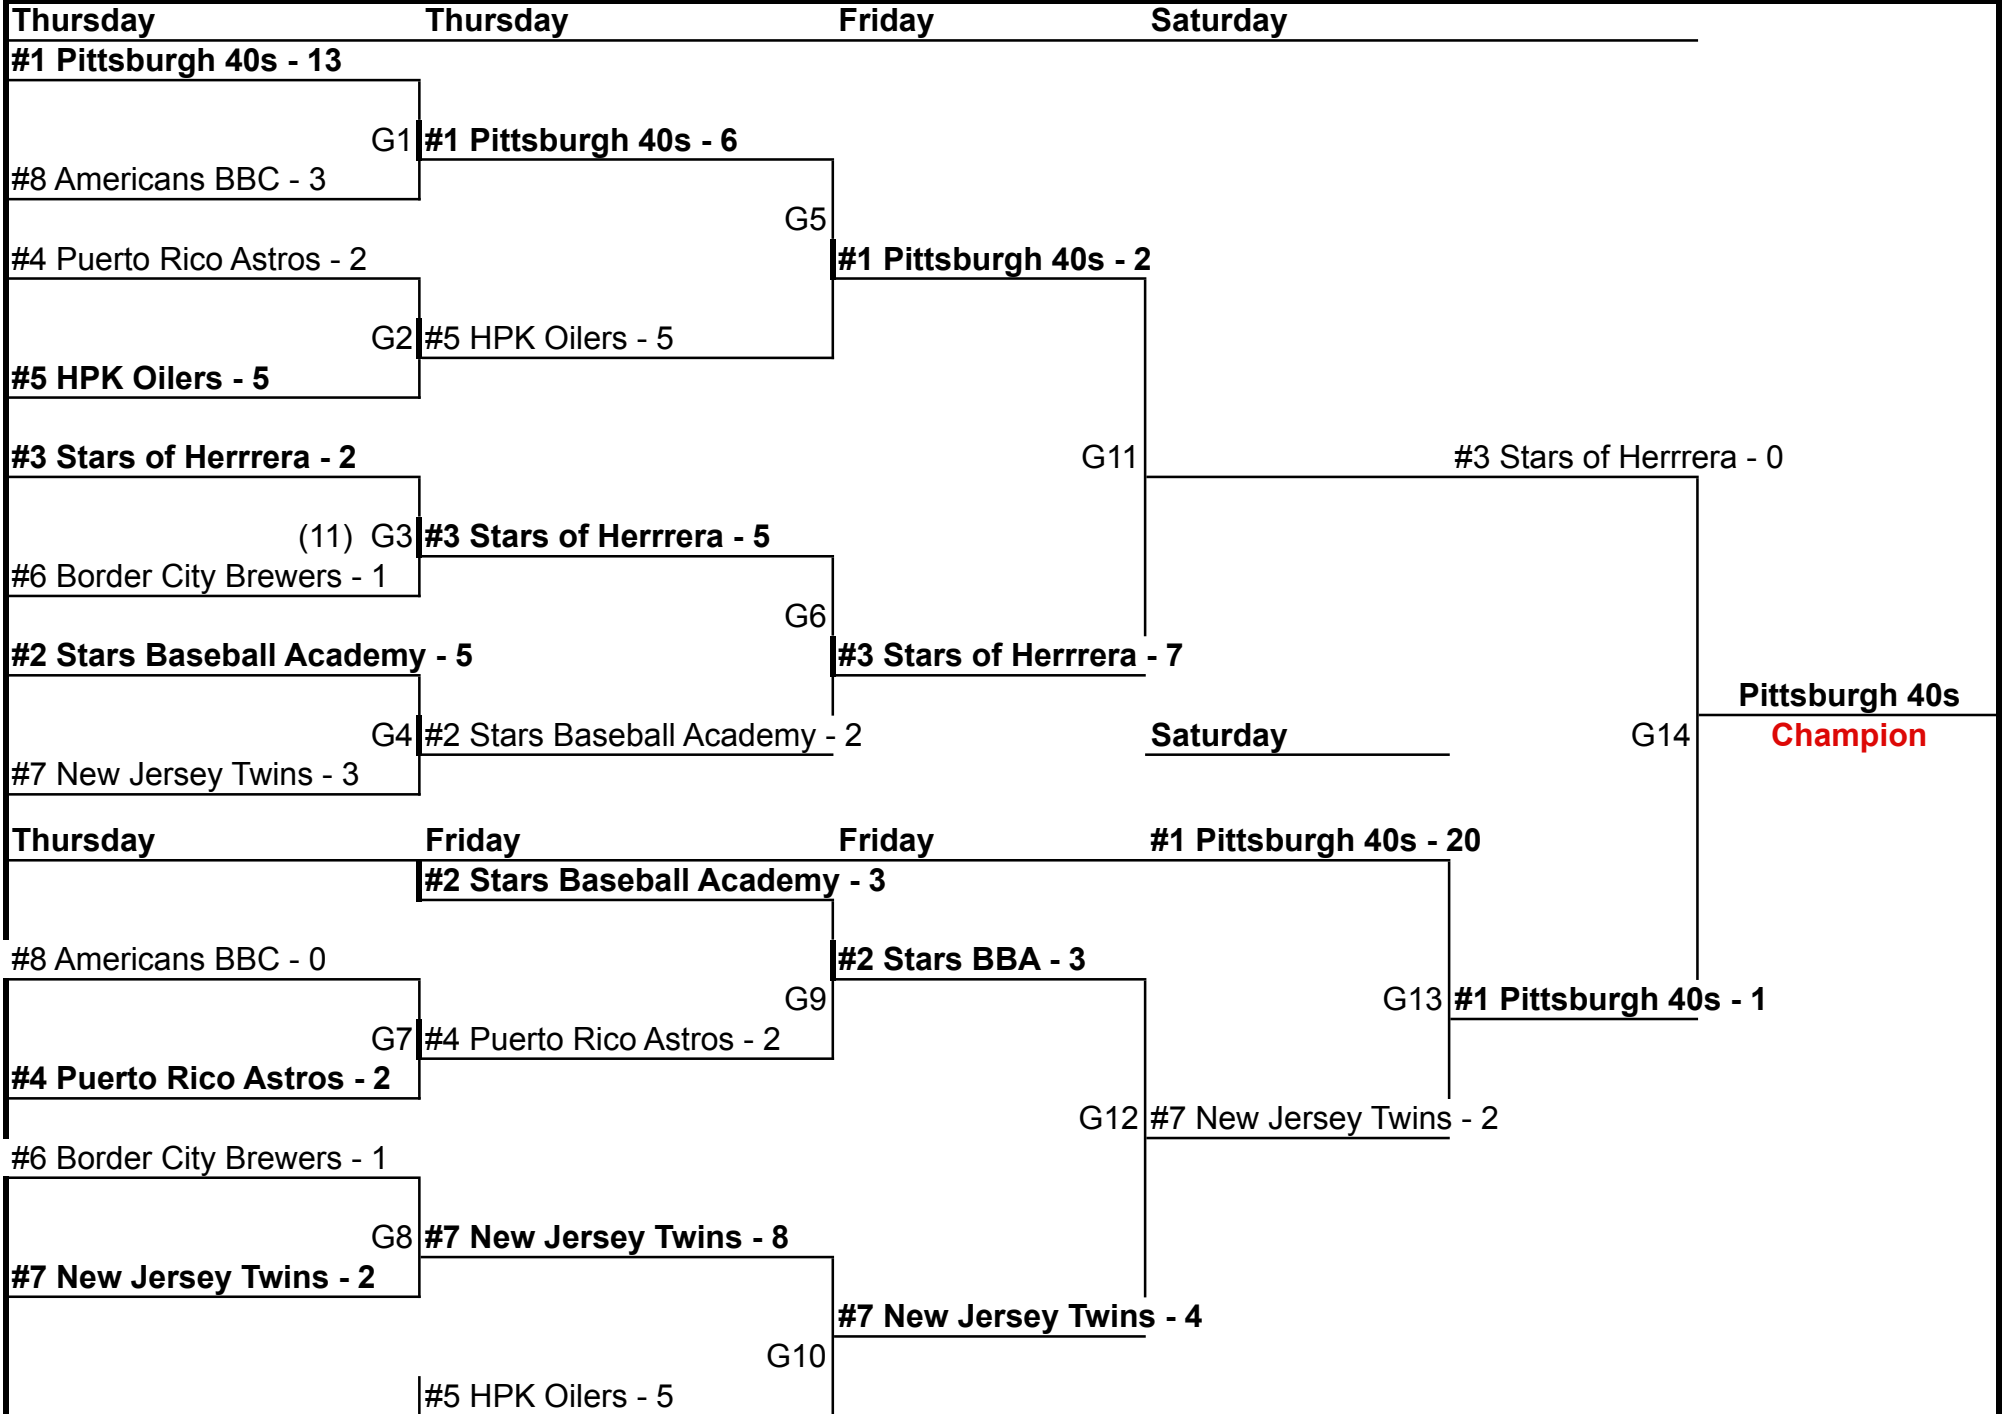 Thursday Thursday Friday Saturday
#1 Pittsburgh 40s - 13
G1 #1 Pittsburgh 40s - 6
#8 Americans BBC - 3
G5
#4 Puerto Rico Astros - 2 #1 Pittsburgh 40s - 2
G2 #5 HPK Oilers - 5
#5 HPK Oilers - 5
#3 Stars of Herrrera - 2 G11 #3 Stars of Herrrera - 0
(11) G3 #3 Stars of Herrrera - 5
#6 Border City Brewers - 1
G6
#2 Stars Baseball Academy - 5 #3 Stars of Herrrera - 7
Pittsburgh 40s
G4 #2 Stars Baseball Academy - 2 Saturday G14 Champion
#7 New Jersey Twins - 3
Thursday Friday Friday #1 Pittsburgh 40s - 20
#2 Stars Baseball Academy - 3
#8 Americans BBC - 0 #2 Stars BBA - 3
G9 G13 #1 Pittsburgh 40s - 1
G7 #4 Puerto Rico Astros - 2
#4 Puerto Rico Astros - 2
G12 #7 New Jersey Twins - 2
#6 Border City Brewers - 1
G8 #7 New Jersey Twins - 8
#7 New Jersey Twins - 2
#7 New Jersey Twins - 4
G10
#5 HPK Oilers - 5